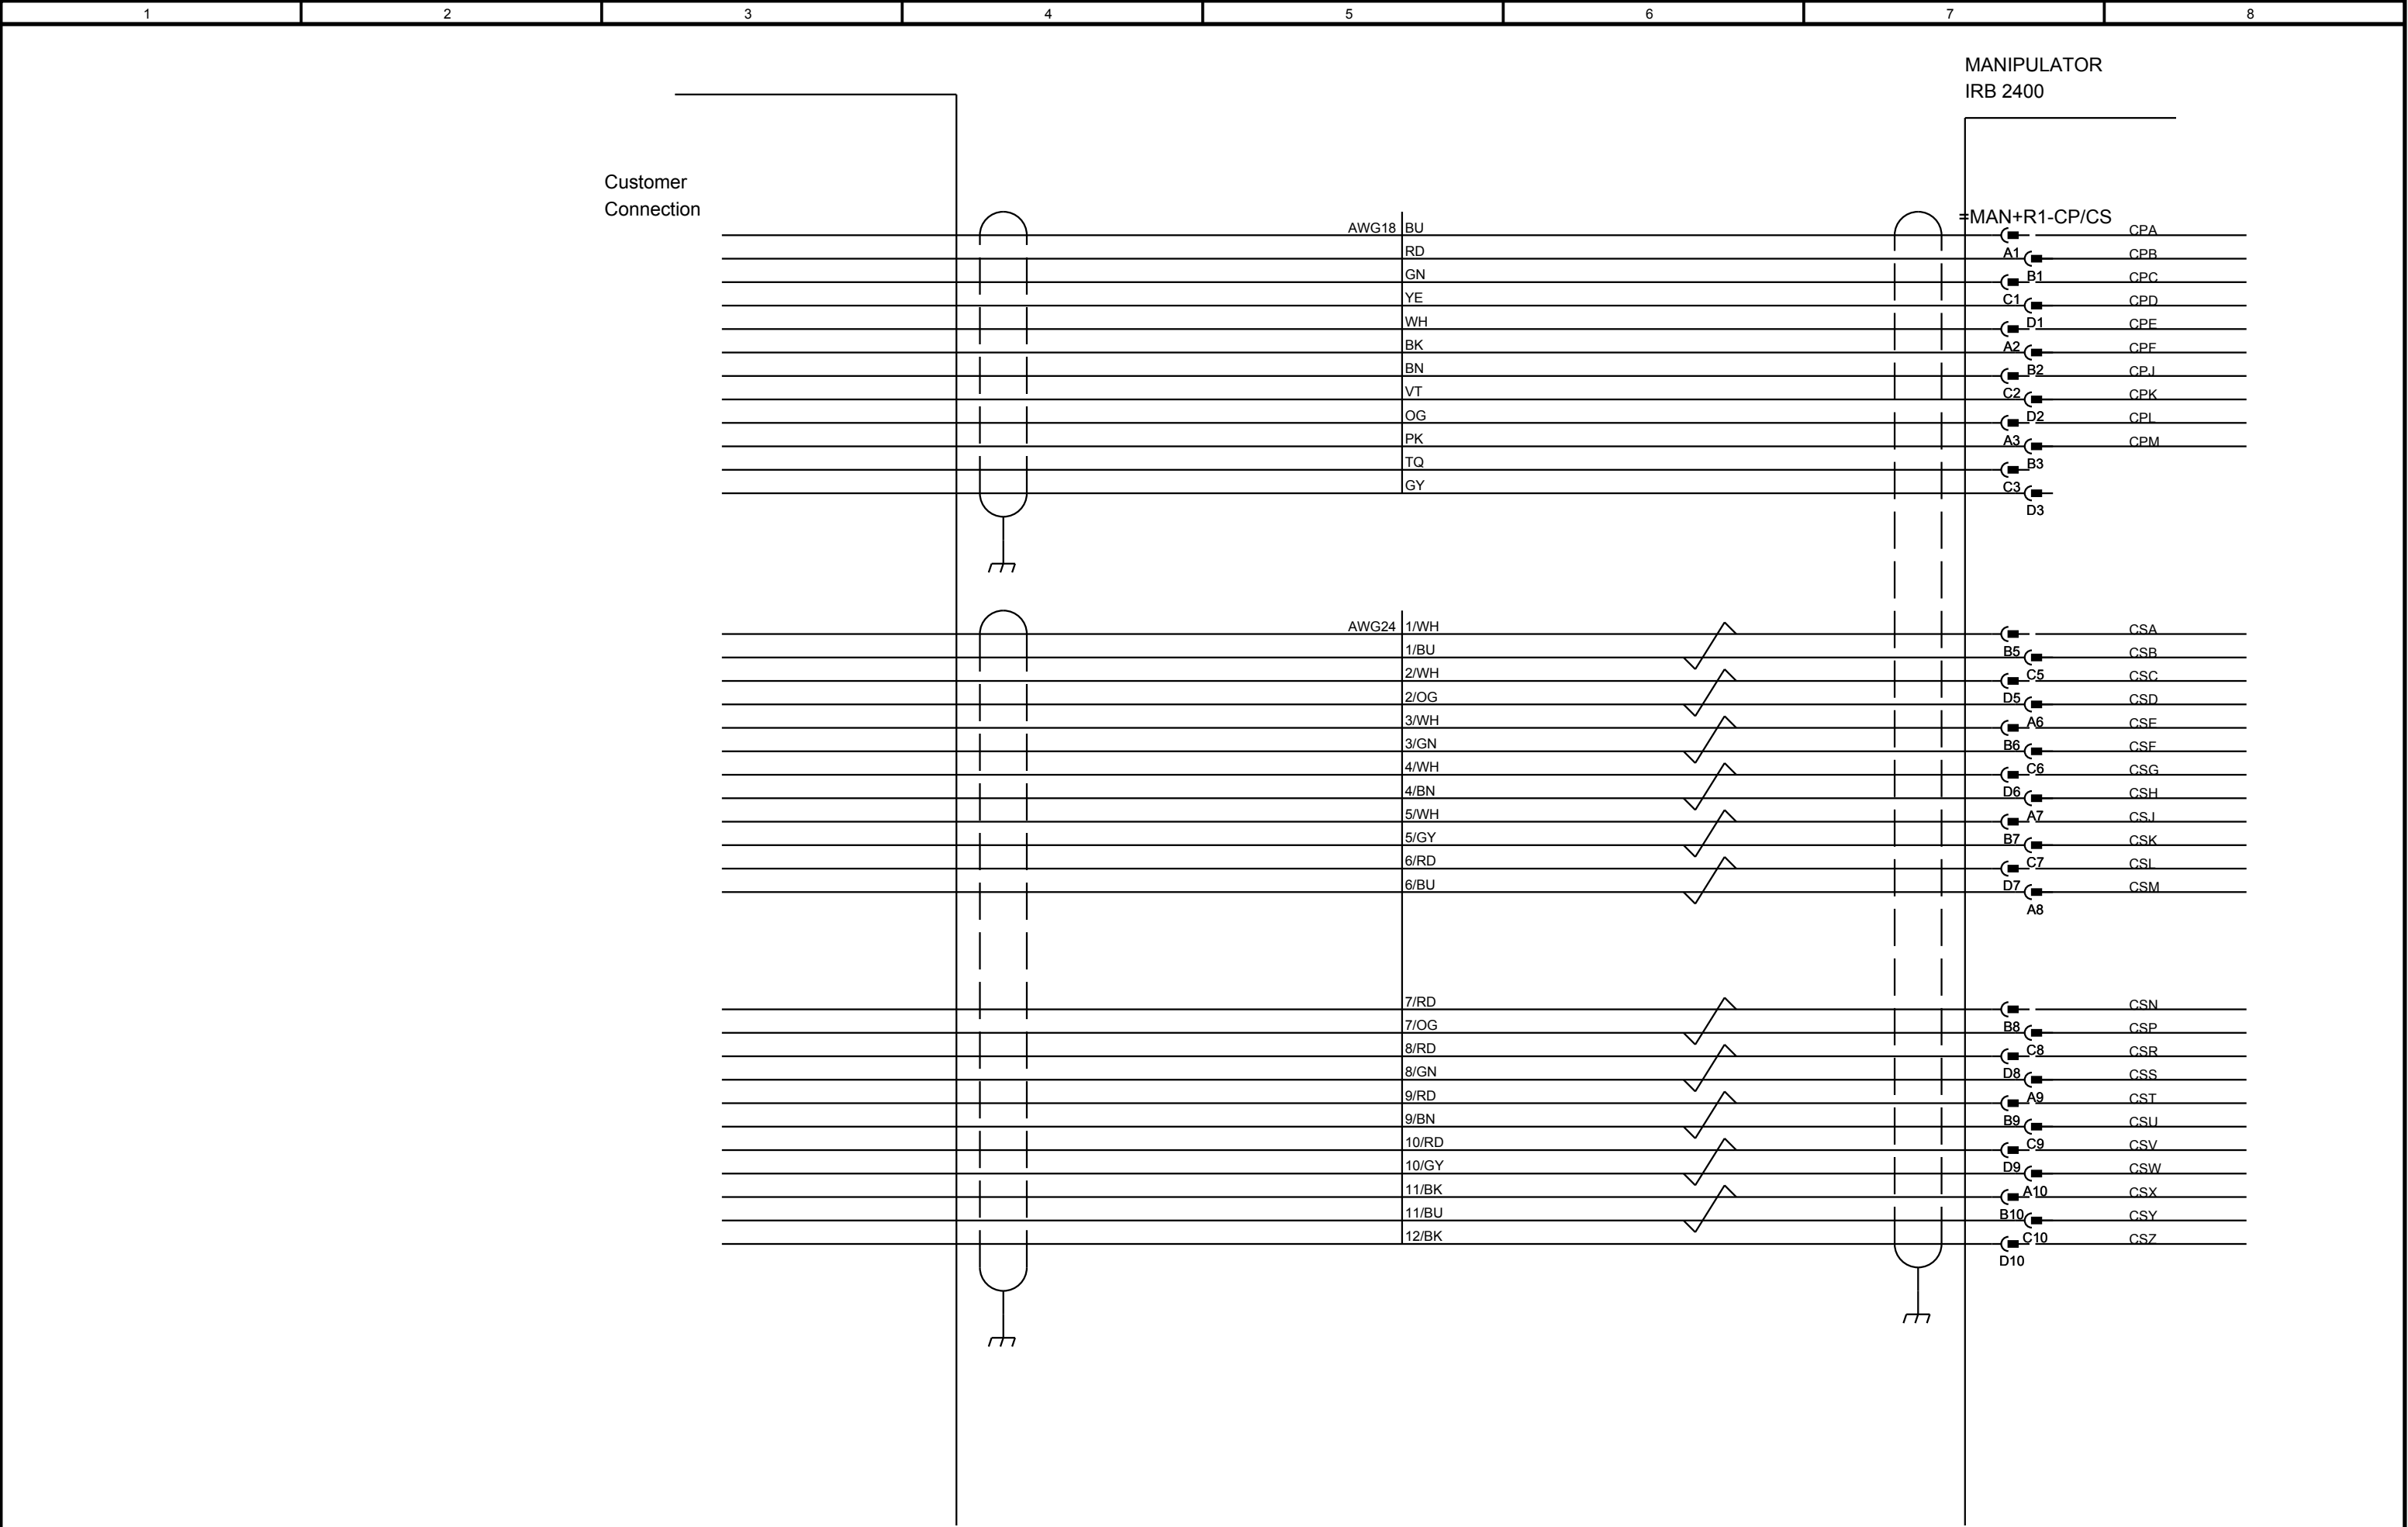 1 2 3 4 5 6 7 8
MANIPULATOR
IRB 2400
Customer
Connection
=MAN+R1-CP/CS
AWG18 BU A1 CPA
RD B1 CPB
GN C1 CPC
YE D1 CPD
WH A2 CPE
BK B2 CPF
BN C2 CPJ
VT D2 CPK
OG A3 CPL
PK B3 CPM
TQ C3
GY D3
AWG24 1/WH B5 CSA
1/BU C5 CSB
2/WH D5 CSC
2/OG A6 CSD
3/WH B6 CSE
3/GN C6 CSF
4/WH D6 CSG
4/BN A7 CSH
5/WH B7 CSJ
5/GY C7 CSK
6/RD D7 CSL
6/BU A8 CSM
7/RD B8 CSN
7/OG C8 CSP
8/RD D8 CSR
8/GN A9 CSS
9/RD B9 CST
9/BN C9 CSU
10/RD D9 CSV
10/GY A10 CSW
11/BK B10 CSX
11/BU C10 CSY
12/BK D10 CSZ